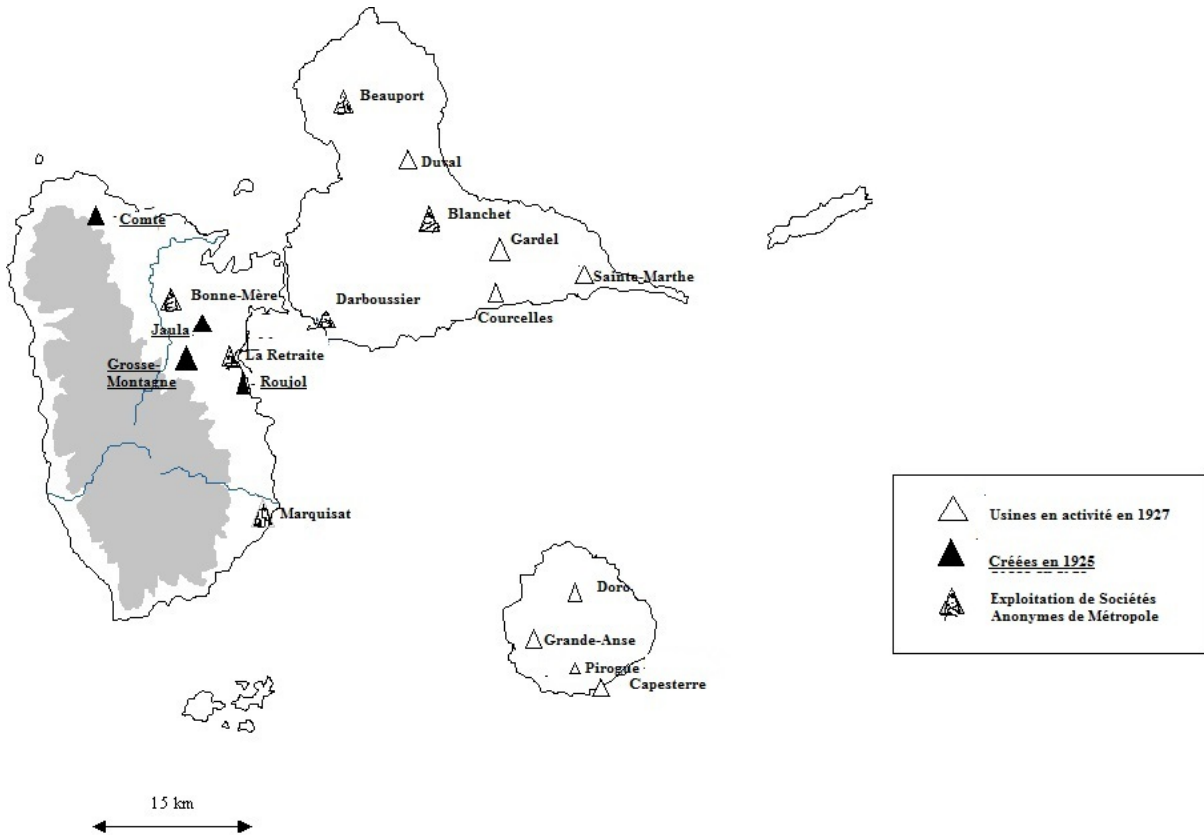 Beauport
Duval
Comté
Blanchet
Gardel
Sainte-Marthe
Bonne-Mère
Darboussier
Courcelles
Jaula
La Retraite
Grosse-
Montagne
Roujol
Marquisat
Usines en activité en 1927
Créées en 1925
Exploitation de Sociétés
Anonymes de Métropole
Doro
Grande-Anse
Pirogue
Capesterre
15 km